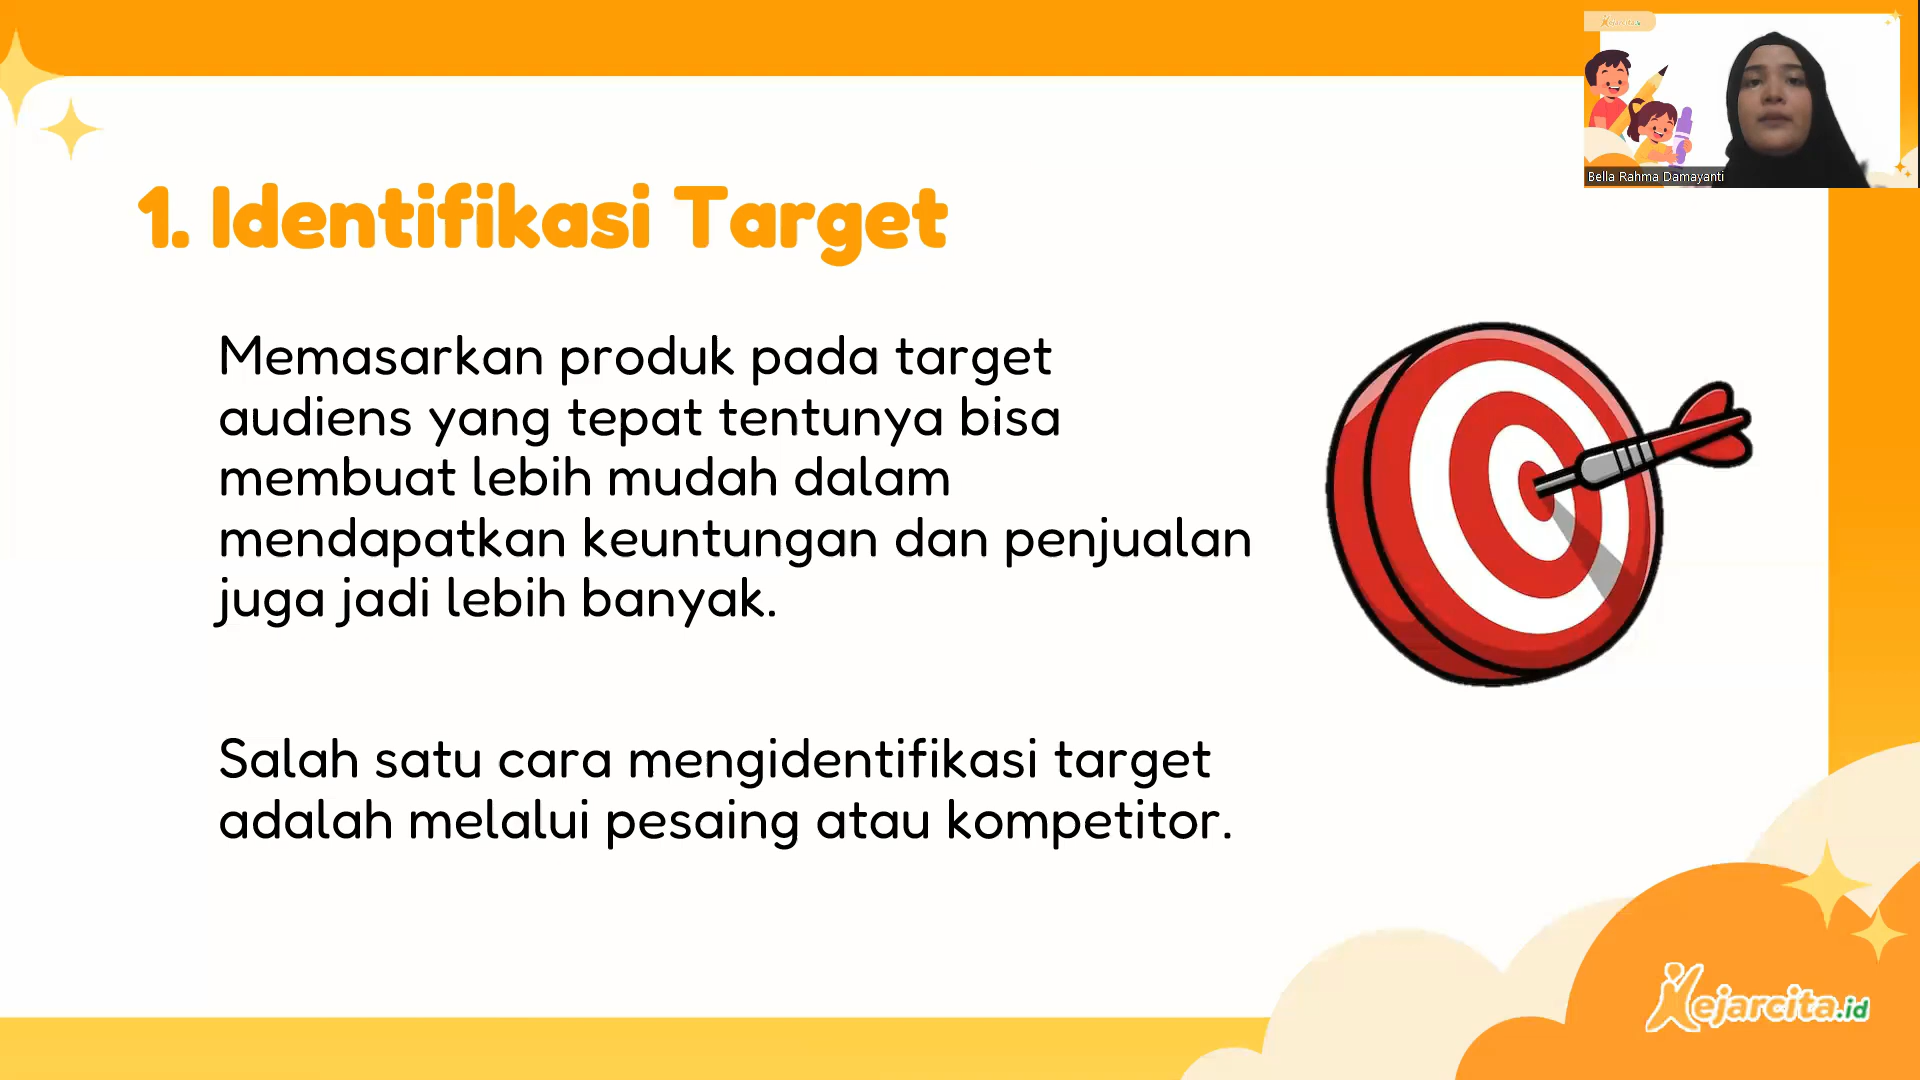 1. Identifikasi Target
Memasarkan produk pada target
audiens yang tepat tentunya bisa
membuat lebih mudah dalam
mendapatkan keuntungan dan penjualan
juga jadi lebih banyak.
Salah satu cara mengidentifikasi target
adalah melalui pesaing atau kompetitor.
Bella Rahma Damayanti
Kejarcita.id